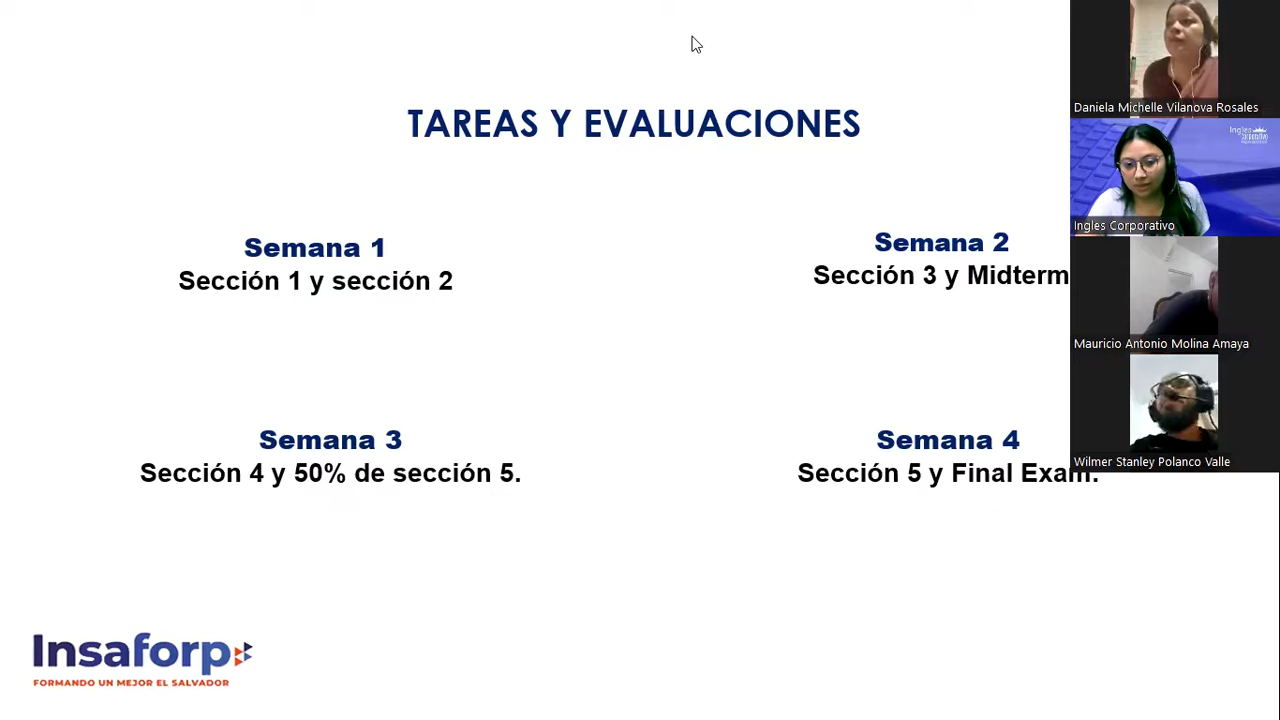 TAREAS Y EVALUACIONES
Semana 1
Sección 1 y sección 2
Semana 2
Sección 3 y Midterm
Semana 3
Sección 4 y 50% de sección 5.
Semana 4
Sección 5 y Final Exam.
Insaforp
FORMANDO UN MEJOR EL SALVADOR
Daniela Michelle Vilanova Rosales
Ingles
Ingles Corporativo
Mauricio Antonio Molina Amaya
Wilmer Stanley Polanco Valle